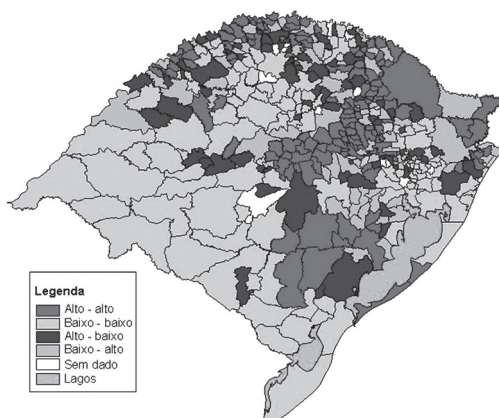 Legenda
Alto - alto
Baixo - baixo
Alto - baixo
Baixo - alto
Sem dado
Lagos